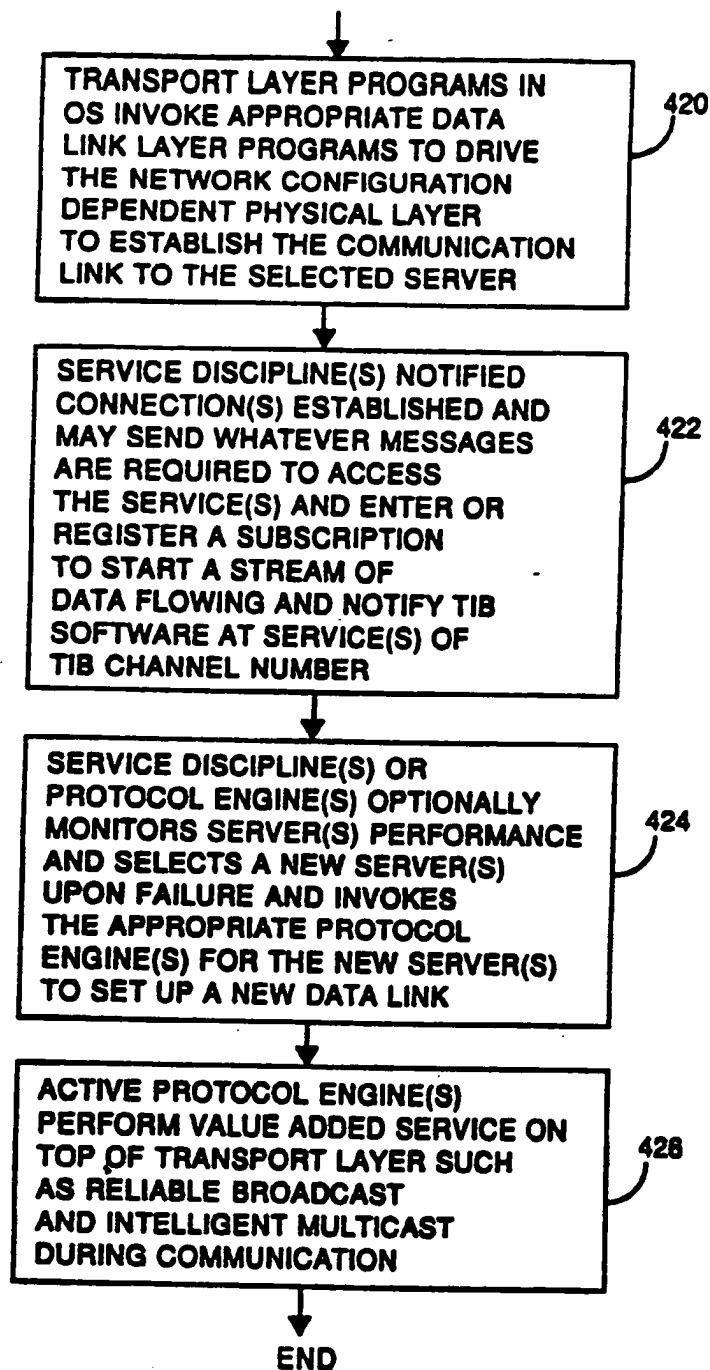 TRANSPORT LAYER PROGRAMS IN
OS INVOKE APPROPRIATE DATA
LINK LAYER PROGRAMS TO DRIVE
THE NETWORK CONFIGURATION
DEPENDENT PHYSICAL LAYER
TO ESTABLISH THE COMMUNICATION
LINK TO THE SELECTED SERVER
420
SERVICE DISCIPLINE(S) NOTIFIED
CONNECTION(S) ESTABLISHED AND
MAY SEND WHATEVER MESSAGES
ARE REQUIRED TO ACCESS
THE SERVICE(S) AND ENTER OR
REGISTER A SUBSCRIPTION
TO START A STREAM OF
DATA FLOWING AND NOTIFY TIB
SOFTWARE AT SERVICE(S) OF
TIB CHANNEL NUMBER
422
SERVICE DISCIPLINE(S) OR
PROTOCOL ENGINE(S) OPTIONALLY
MONITORS SERVER(S) PERFORMANCE
AND SELECTS A NEW SERVER(S)
UPON FAILURE AND INVOKES
THE APPROPRIATE PROTOCOL
ENGINE(S) FOR THE NEW SERVER(S)
TO SET UP A NEW DATA LINK
424
ACTIVE PROTOCOL ENGINE(S)
PERFORM VALUE ADDED SERVICE ON
TOP OF TRANSPORT LAYER SUCH
AS RELIABLE BROADCAST
AND INTELLIGENT MULTICAST
DURING COMMUNICATION
426
END